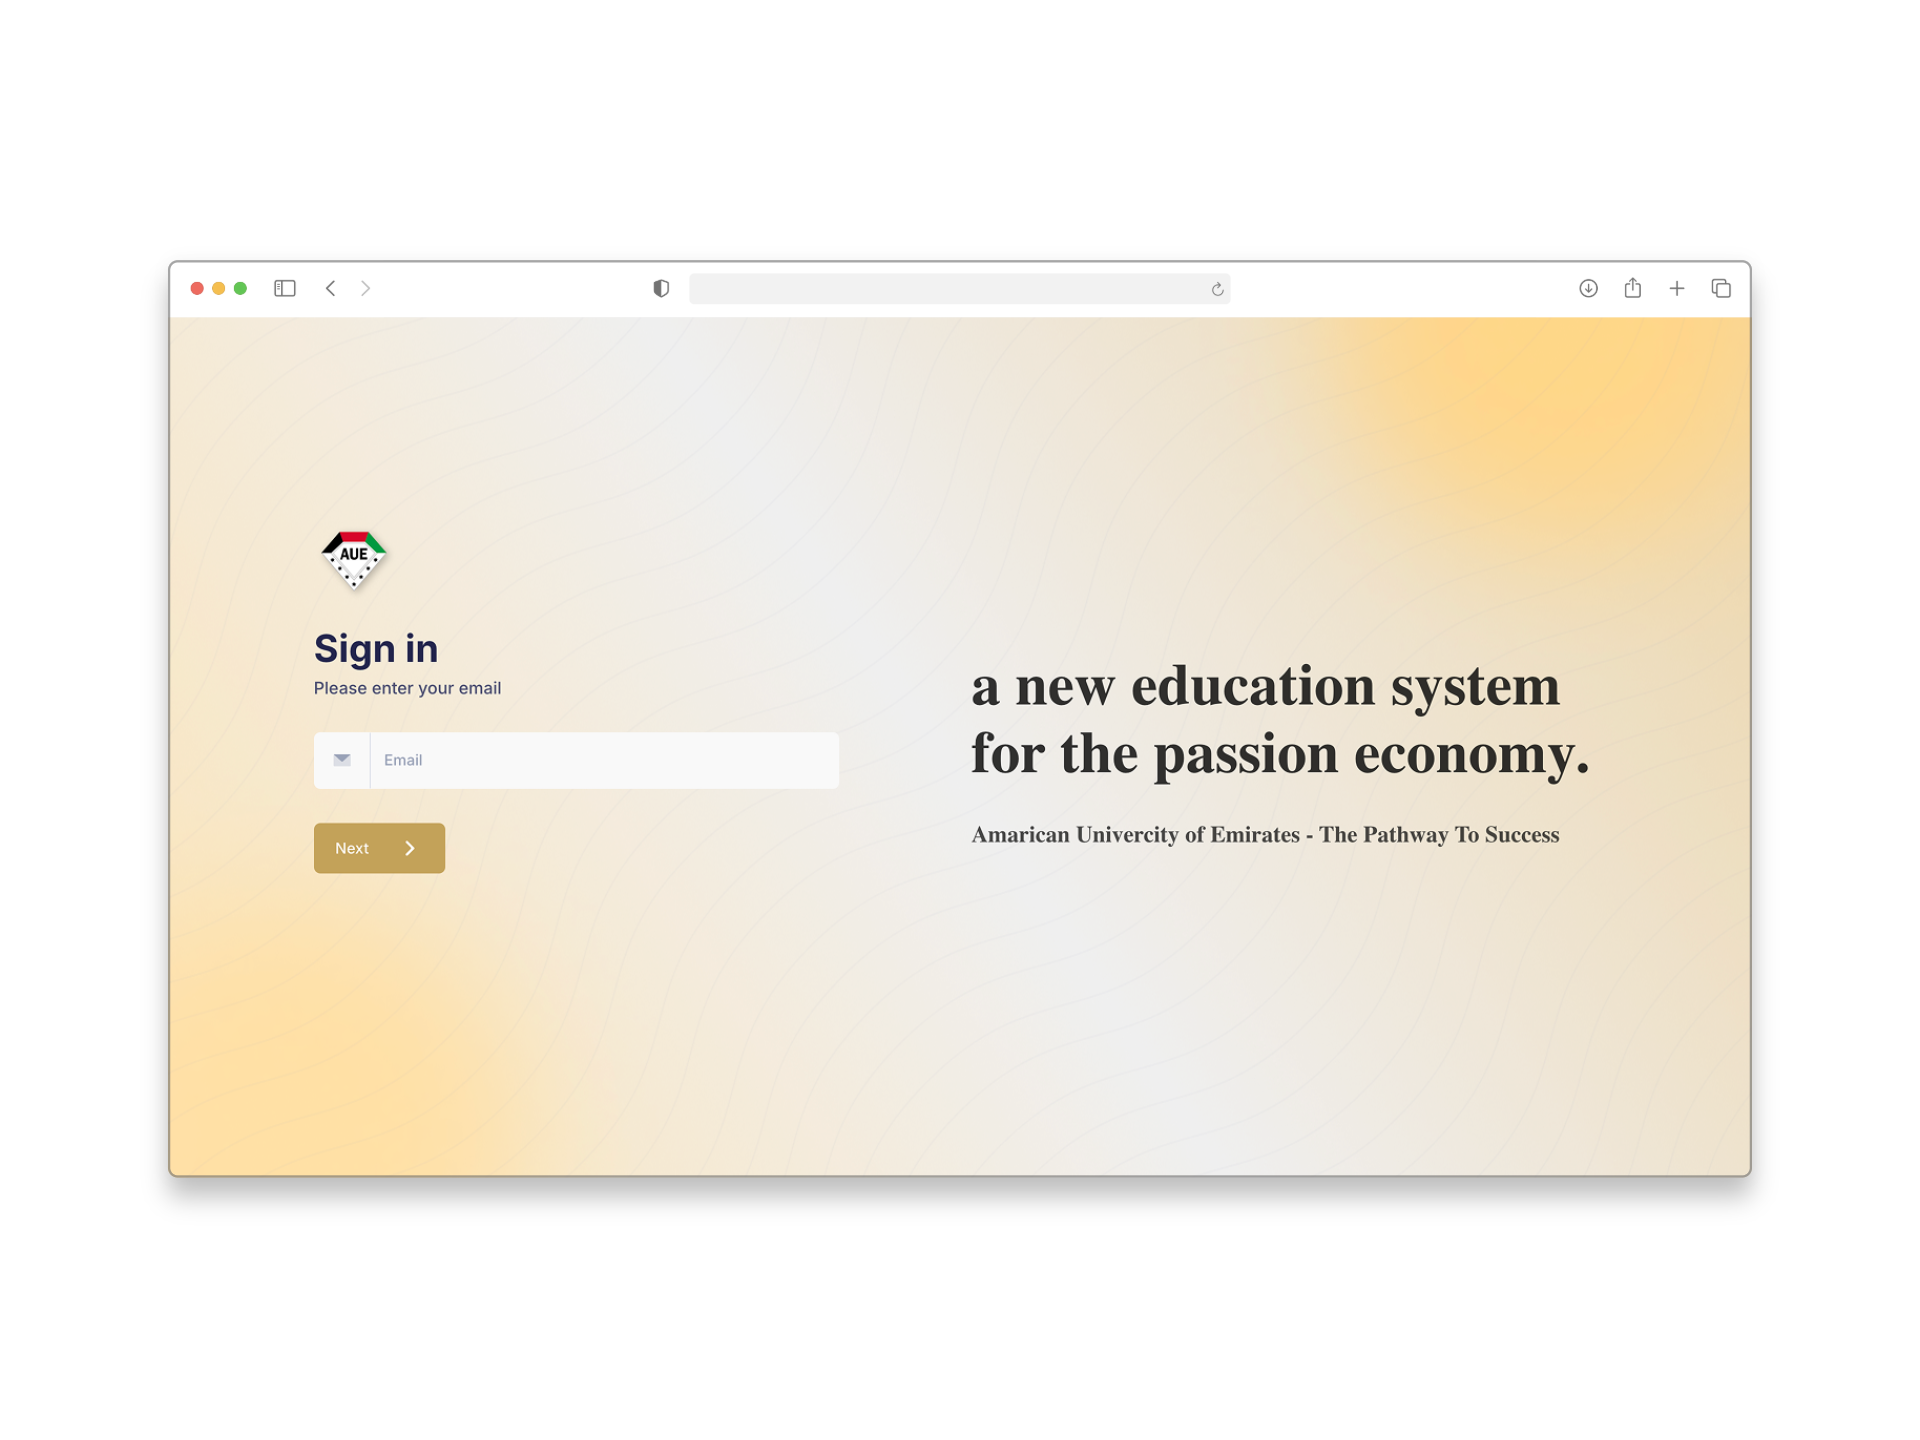 AUE
Sign in
Please enter your email
Email
Next
a new education system
for the passion economy.
Amarican Univercity of Emirates - The Pathway To Success